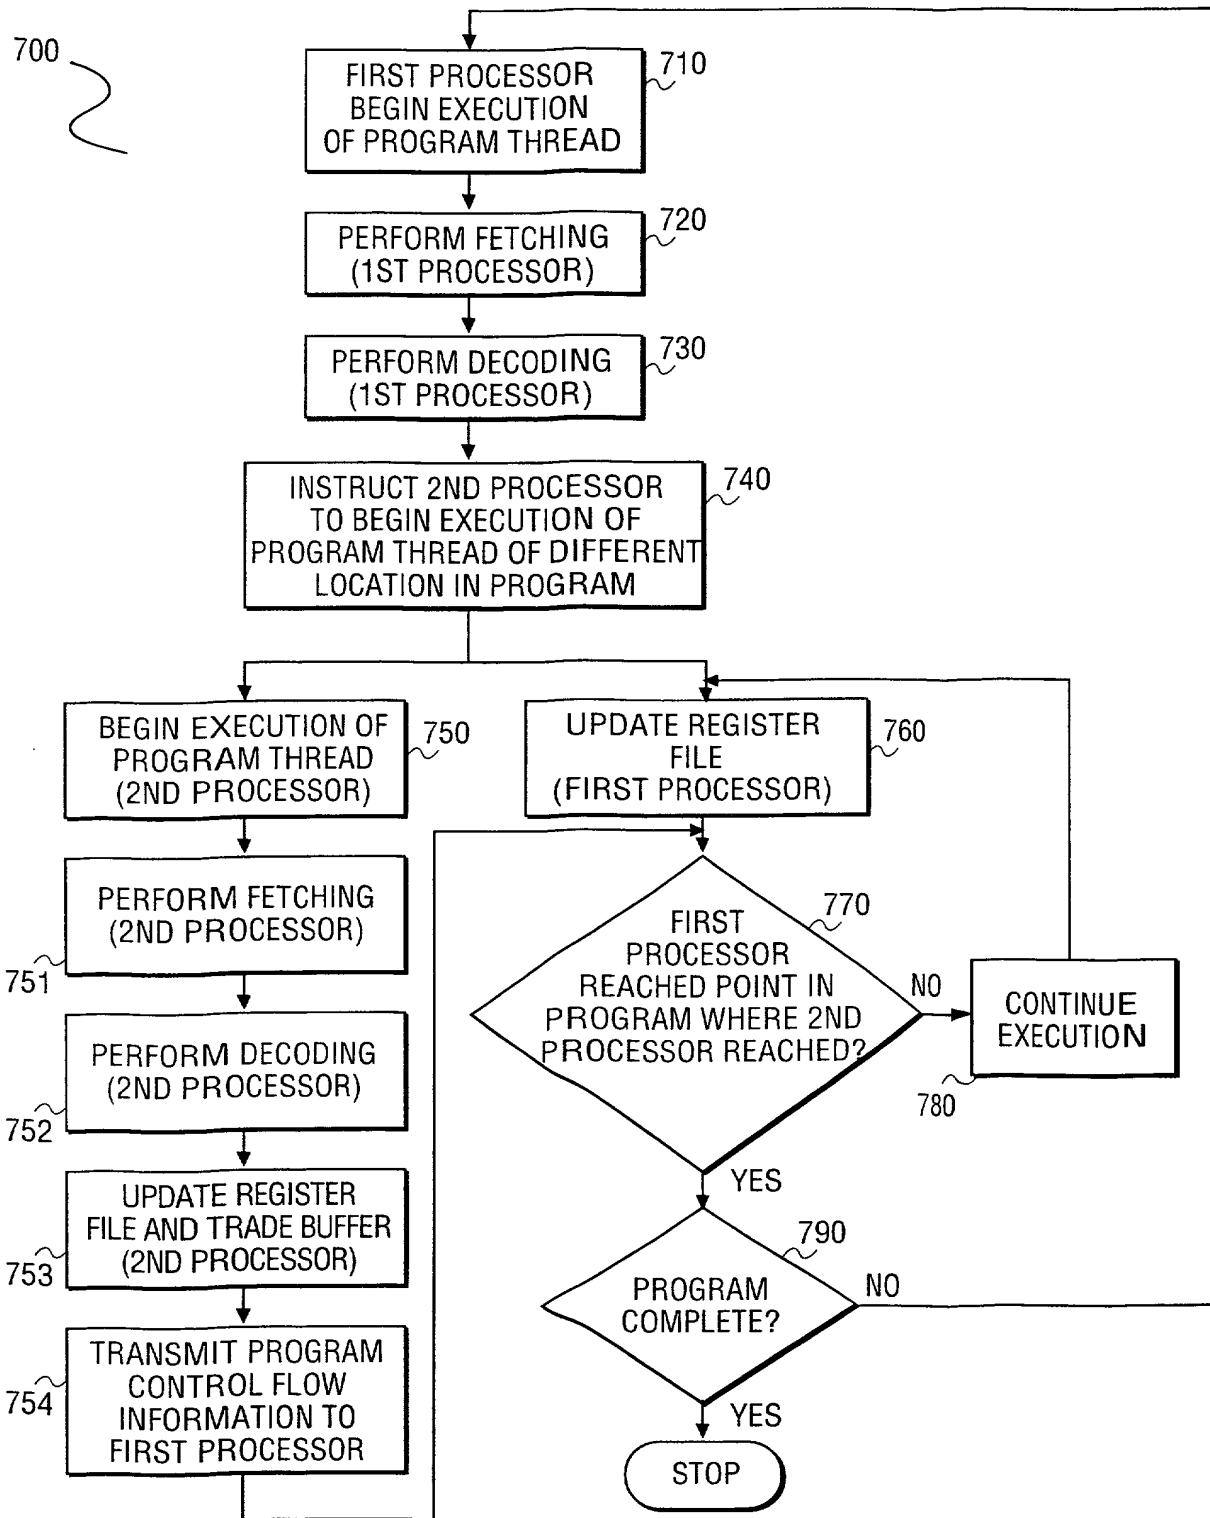 700
FIRST PROCESSOR
BEGIN EXECUTION
OF PROGRAM THREAD
710
PERFORM FETCHING
(1ST PROCESSOR)
720
PERFORM DECODING
(1ST PROCESSOR)
730
INSTRUCT 2ND PROCESSOR
TO BEGIN EXECUTION OF
PROGRAM THREAD OF DIFFERENT
LOCATION IN PROGRAM
740
BEGIN EXECUTION OF
PROGRAM THREAD
(2ND PROCESSOR)
750
PERFORM FETCHING
(2ND PROCESSOR)
751
PERFORM DECODING
(2ND PROCESSOR)
752
UPDATE REGISTER
FILE AND TRADE BUFFER
(2ND PROCESSOR)
753
TRANSMIT PROGRAM
CONTROL FLOW
INFORMATION TO
FIRST PROCESSOR
754
UPDATE REGISTER
FILE
(FIRST PROCESSOR)
760
FIRST
PROCESSOR
REACHED POINT IN
PROGRAM WHERE 2ND
PROCESSOR REACHED?
770
NO
CONTINUE
EXECUTION
780
YES
PROGRAM
COMPLETE?
790
NO
YES
STOP